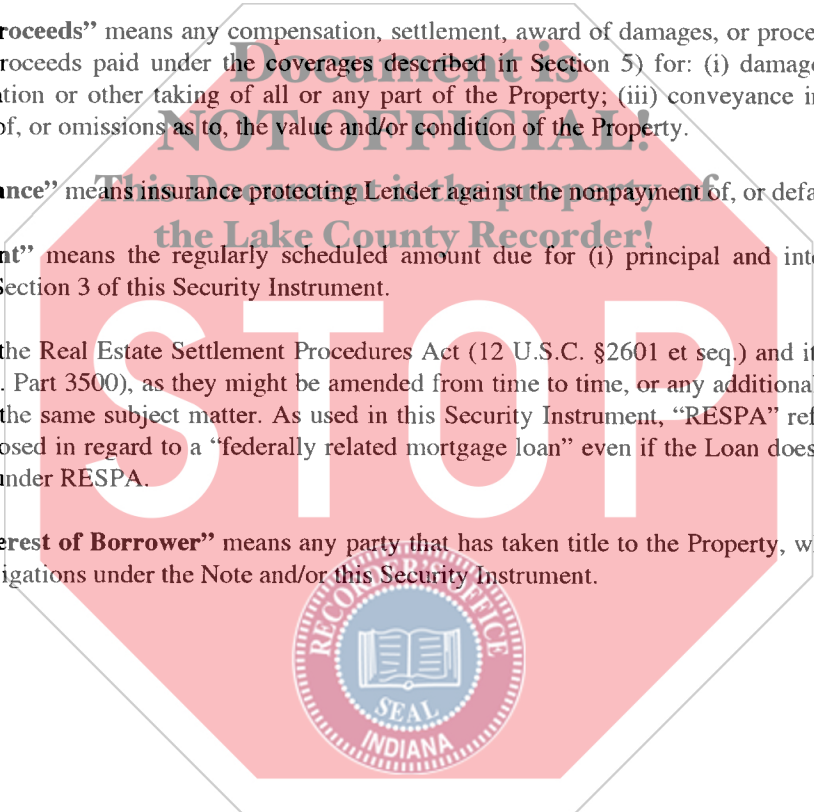 roceeds” means any compensation, settlement, award of damages, or proce
roceeds paid under the coverages described in Section 5) for: (i) damag
Document is
tion or other taking of all or any part of the Property; (iii) conveyance i
of, or omissions as to, the value and/or condition of the Property.
NOT OFFICIAL!
ance” means insurance protecting Lender against the nonpayment of, or defa
This Document is the property of
the Lake County Recorder!
nt” means the regularly scheduled amount due for (i) principal and inte
Section 3 of this Security Instrument.
STOP
the Real Estate Settlement Procedures Act (12 U.S.C. §2601 et seq.) and it
. Part 3500), as they might be amended from time to time, or any additional
the same subject matter. As used in this Security Instrument, “RESPA” ref
osed in regard to a “federally related mortgage loan” even if the Loan does
under RESPA.
erest of Borrower” means any party that has taken title to the Property, w
igations under the Note and/or this Security Instrument.
RECORDER'S OFFICE
SEAL
INDIANA